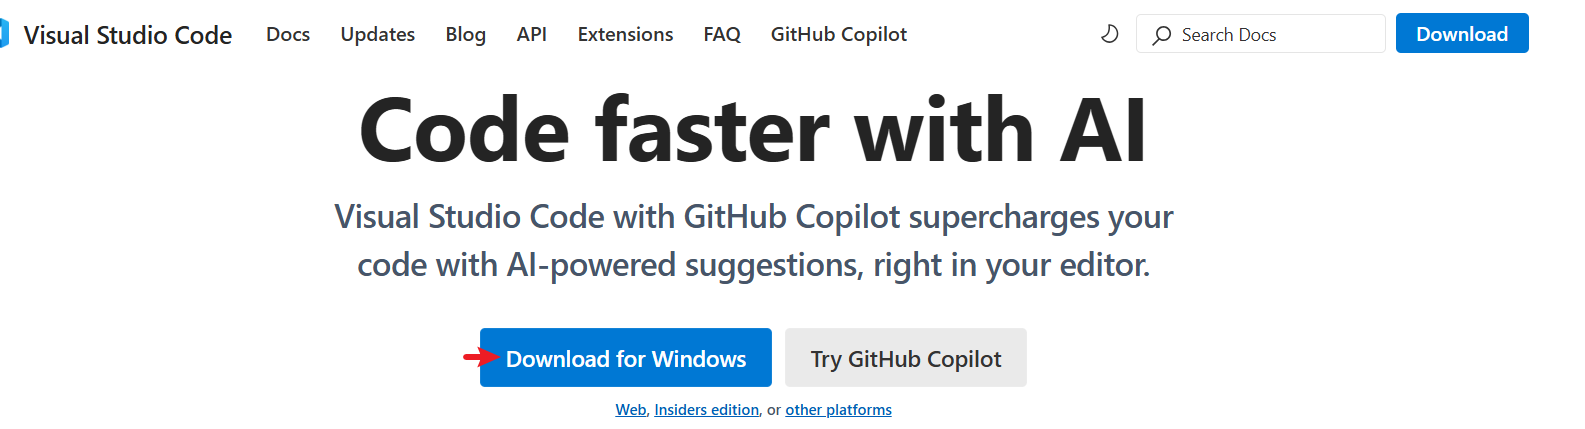 Visual Studio Code Docs Updates Blog API Extensions FAQ GitHub Copilot Search Docs Download
Code faster with AI
Visual Studio Code with GitHub Copilot supercharges your
code with AI-powered suggestions, right in your editor.
Download for Windows Try GitHub Copilot
Web, Insiders edition, or other platforms